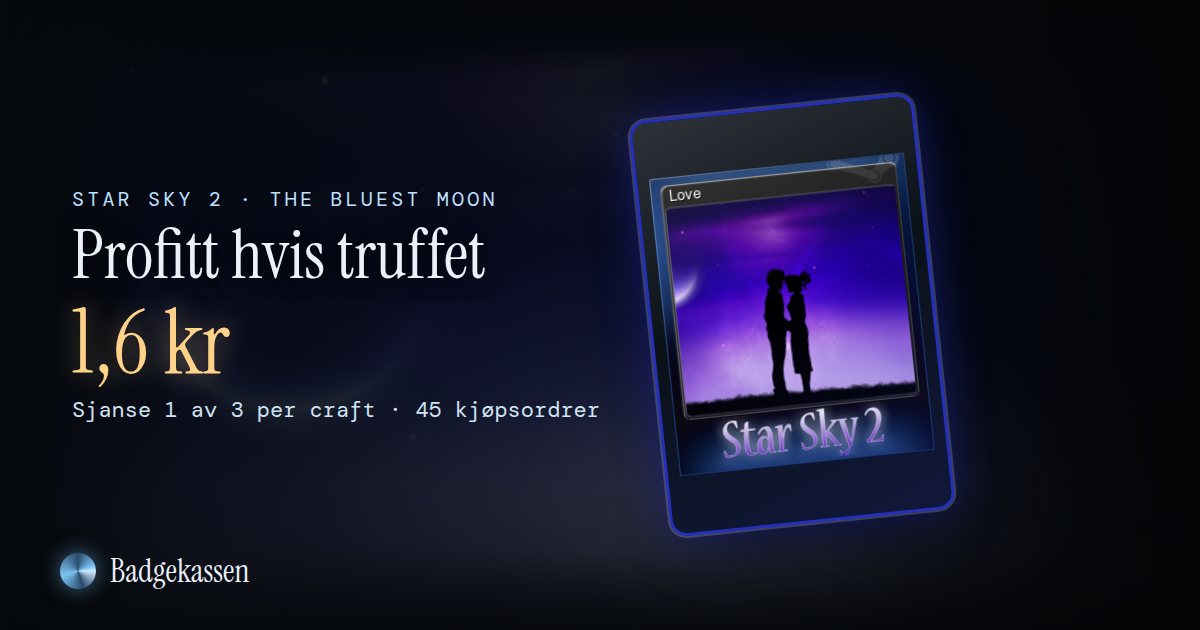 STAR SKY 2 · THE BLUEST MOON
Profitt hvis truffet
1,6 kr
Sjanse 1 av 3 per craft · 45 kjøpsordrer
Love
Star Sky 2
Badgekassen